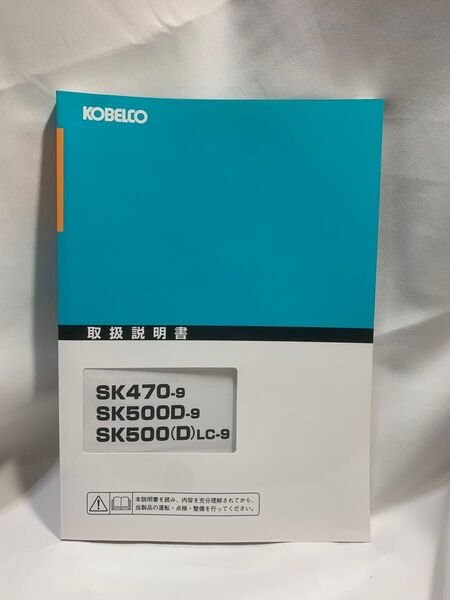 KOBELCO
取扱説明書
SK470-9
SK500D-9
SK500(D)LC-9
本説明書を読み、内容を充分理解されてから、
当製品の運転・点検・整備を行ってください。